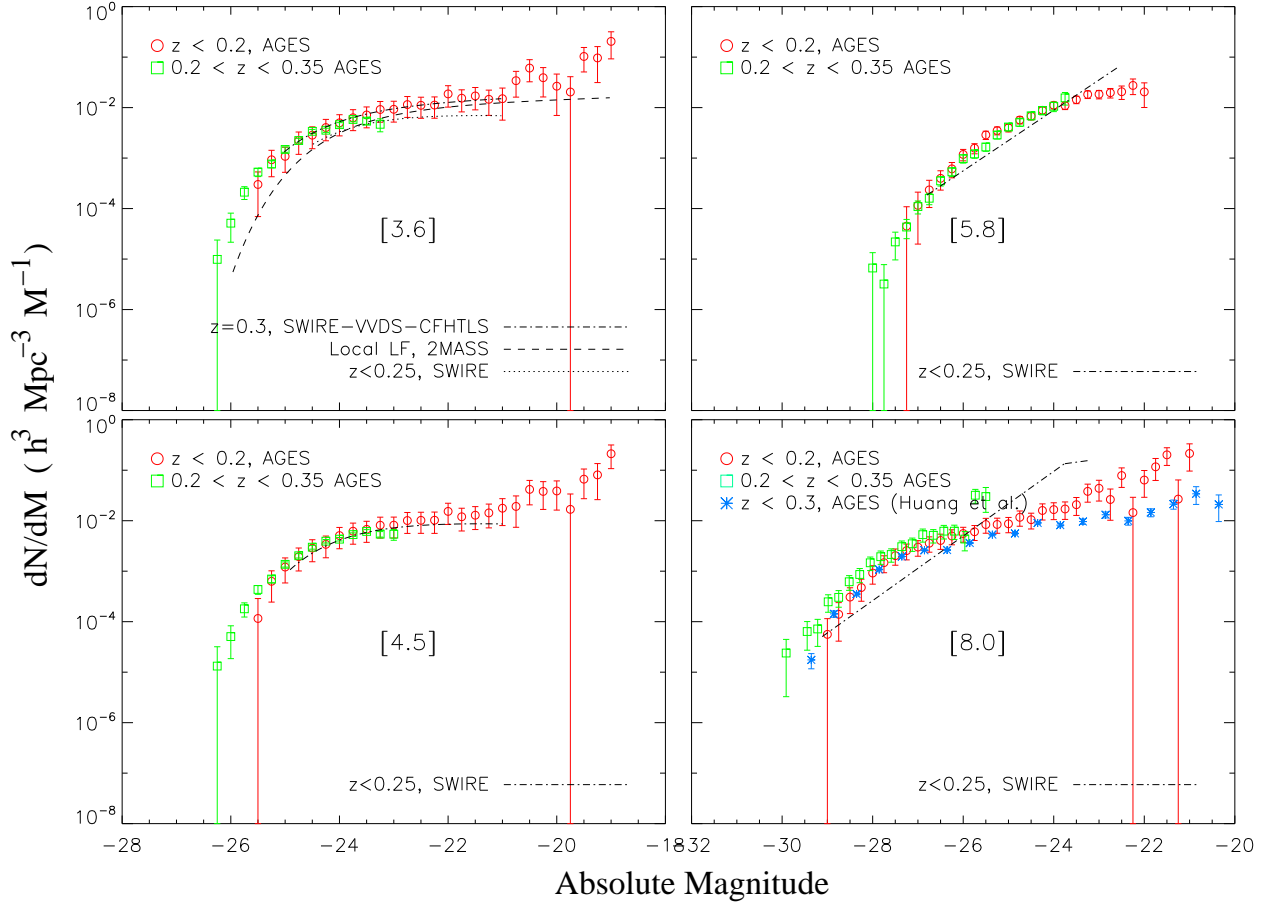 10⁰
10⁻²
10⁻⁴
10⁻⁶
10⁻⁸
z < 0.2, AGES
0.2 < z < 0.35 AGES
[3.6]
z=0.3, SWIRE-VVDS-CFHTLS
Local LF, 2MASS
z<0.25, SWIRE
z < 0.2, AGES
0.2 < z < 0.35 AGES
[5.8]
z<0.25, SWIRE
10⁰
10⁻²
10⁻⁴
10⁻⁶
10⁻⁸
z < 0.2, AGES
0.2 < z < 0.35 AGES
[4.5]
z<0.25, SWIRE
-28 -26 -24 -22 -20 -18
z < 0.2, AGES
0.2 < z < 0.35 AGES
z < 0.3, AGES (Huang et al.)
[8.0]
z<0.25, SWIRE
-32 -30 -28 -26 -24 -22 -20
Absolute Magnitude
dN/dM ( h³ Mpc⁻³ M⁻¹)